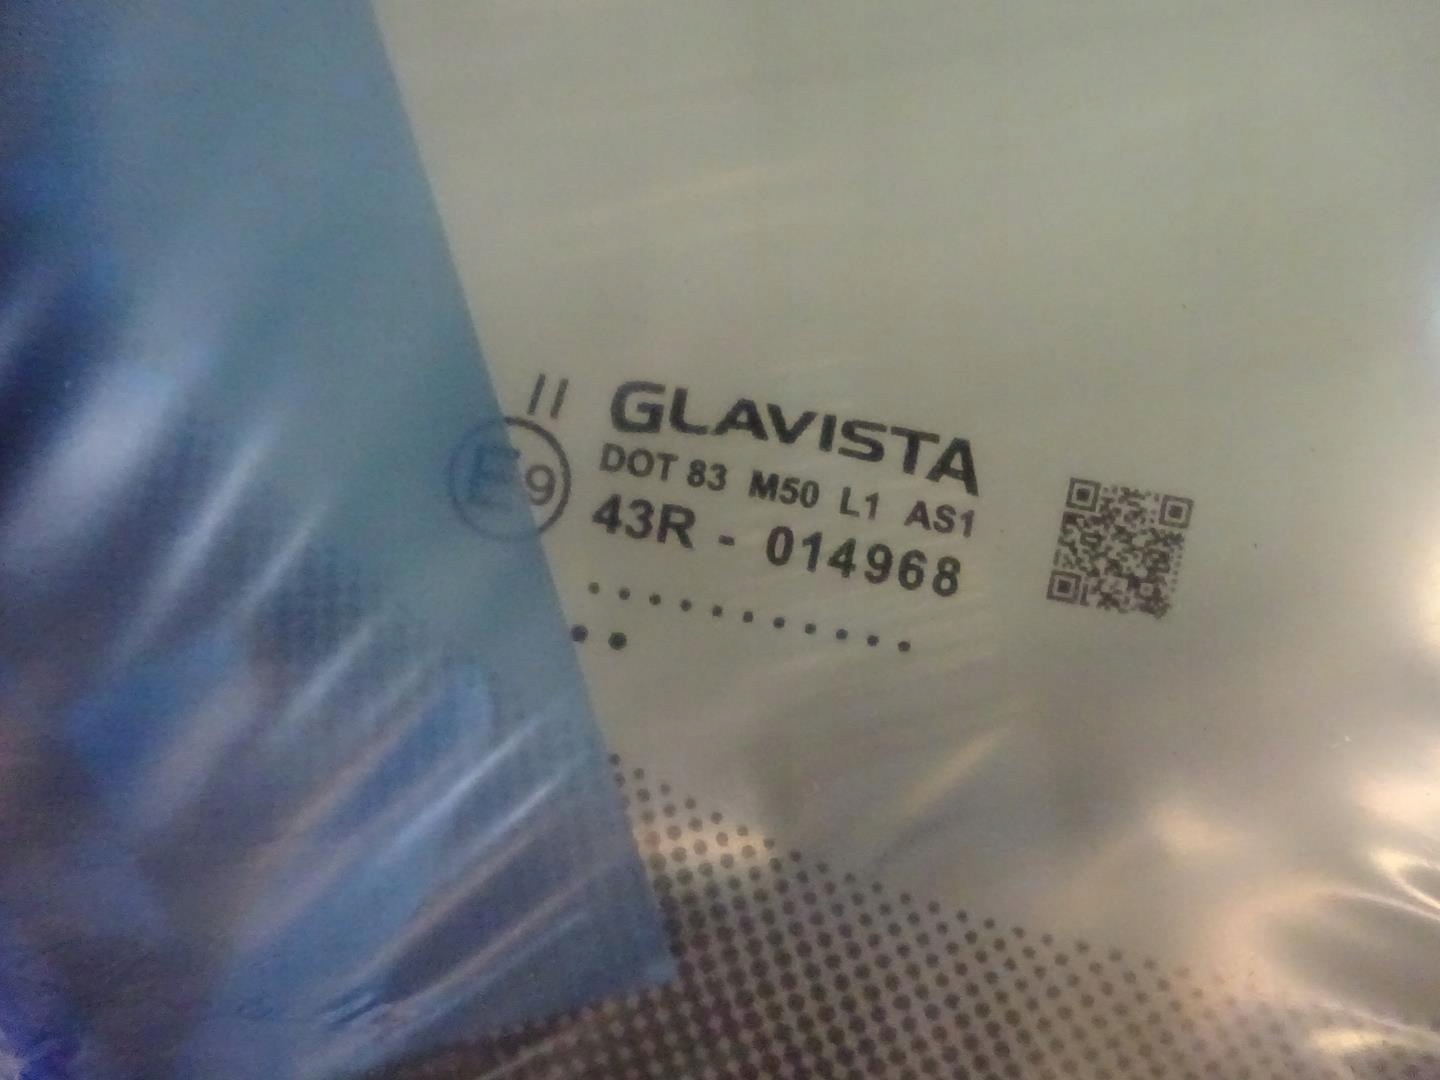 II GLAVISTA
E9 DOT 83 M50 L1 AS1
43R - 014968